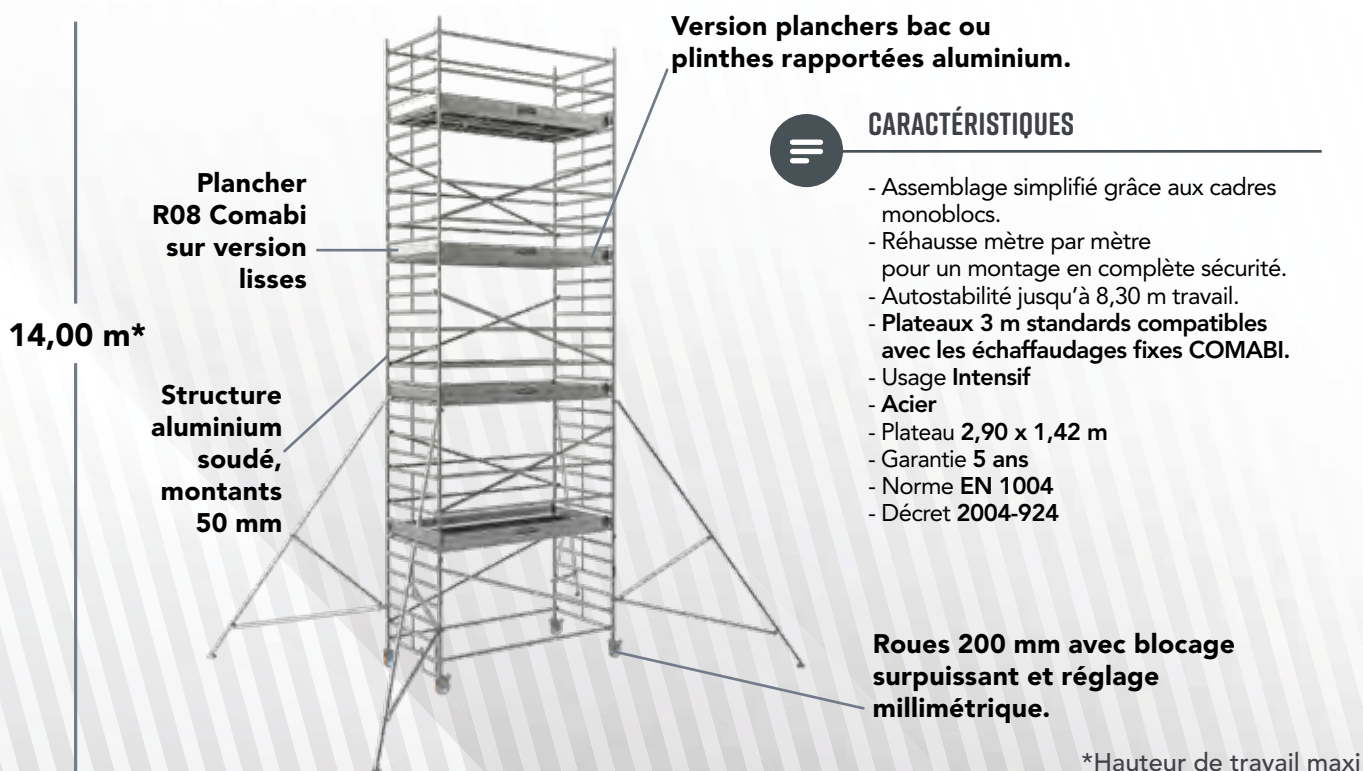 Version planchers bac ou
plinthes rapportées aluminium.
CARACTÉRISTIQUES
- Assemblage simplifié grâce aux cadres
monoblocs.
- Réhausse mètre par mètre
pour un montage en complète sécurité.
- Autostabilité jusqu'à 8,30 m travail.
- Plateaux 3 m standards compatibles
avec les échaffaudages fixes COMABI.
- Usage Intensif
- Acier
- Plateau 2,90 x 1,42 m
- Garantie 5 ans
- Norme EN 1004
- Décret 2004-924
Plancher
R08 Comabi
sur version
lisses
14,00 m*
Structure
aluminium
soudé,
montants
50 mm
Roues 200 mm avec blocage
surpuissant et réglage
millimétrique.
*Hauteur de travail maxi